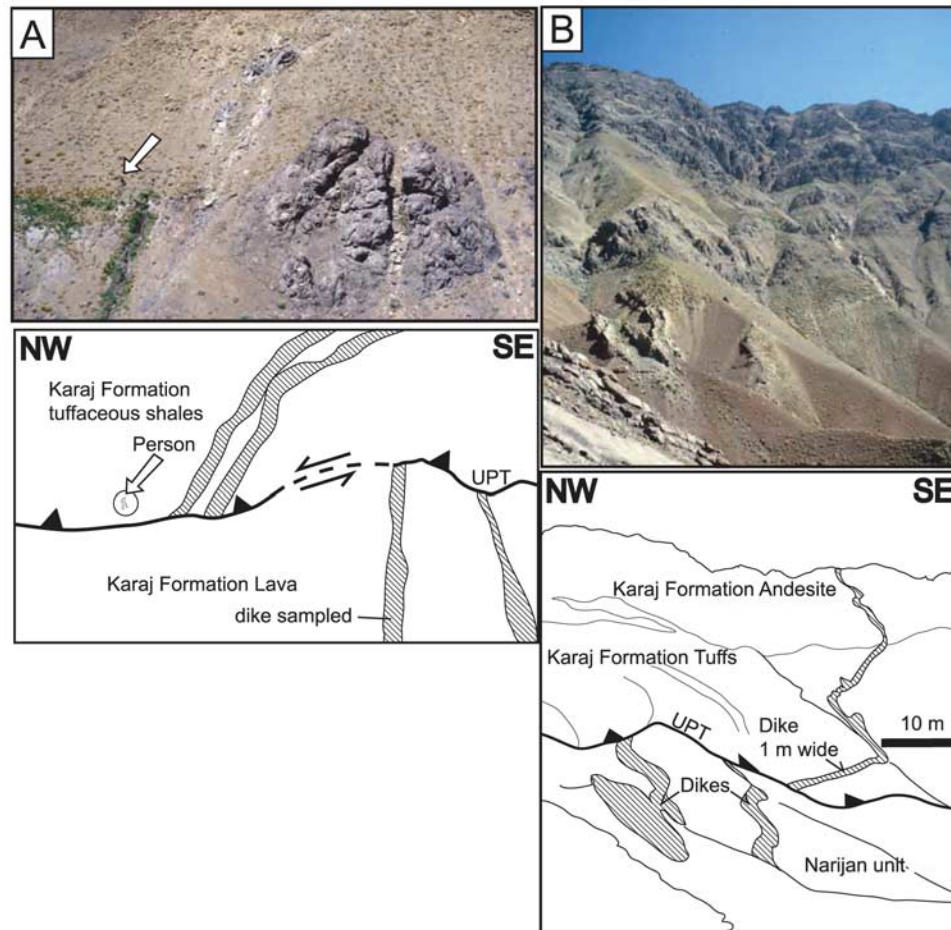 A
NW
SE
Karaj Formation
tuffaceous shales
Person
UPT
Karaj Formation Lava
dike sampled
B
NW
SE
Karaj Formation Andesite
Karaj Formation Tuffs
UPT
Dike
1 m wide
10 m
Dikes
Narijan unit